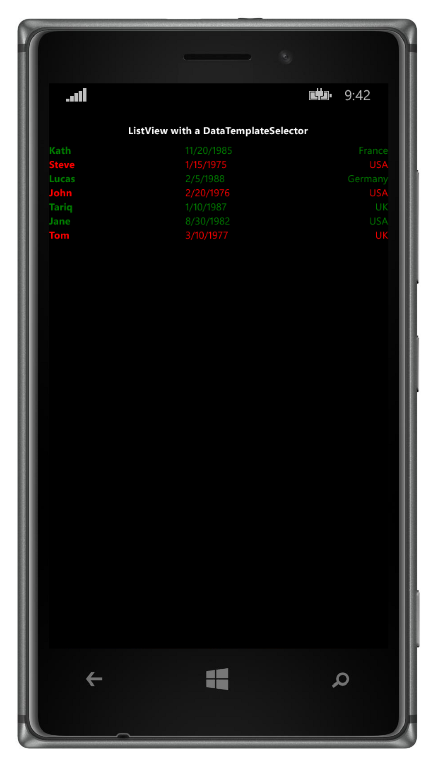 9:42
ListView with a DataTemplateSelector
Kath 11/20/1985 France
Steve 1/15/1975 USA
Lucas 2/5/1988 Germany
John 2/20/1976 USA
Tariq 1/10/1987 UK
Jane 8/30/1982 USA
Tom 3/10/1977 UK